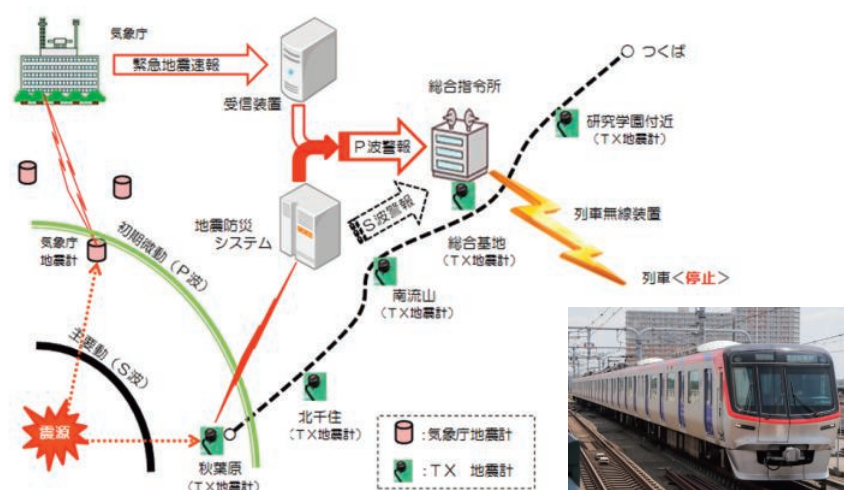 気象庁
緊急地震速報
受信装置
総合指令所
つくば
研究学園付近
(TX地震計)
P波警報
S波警報
地震防災
システム
列車無線装置
列車<停止>
総合基地
(TX地震計)
南流山
(TX地震計)
気象庁
地震計
初期微動(P波)
主要動(S波)
震源
北千住
(TX地震計)
秋葉原
(TX地震計)
:気象庁地震計
:TX 地震計